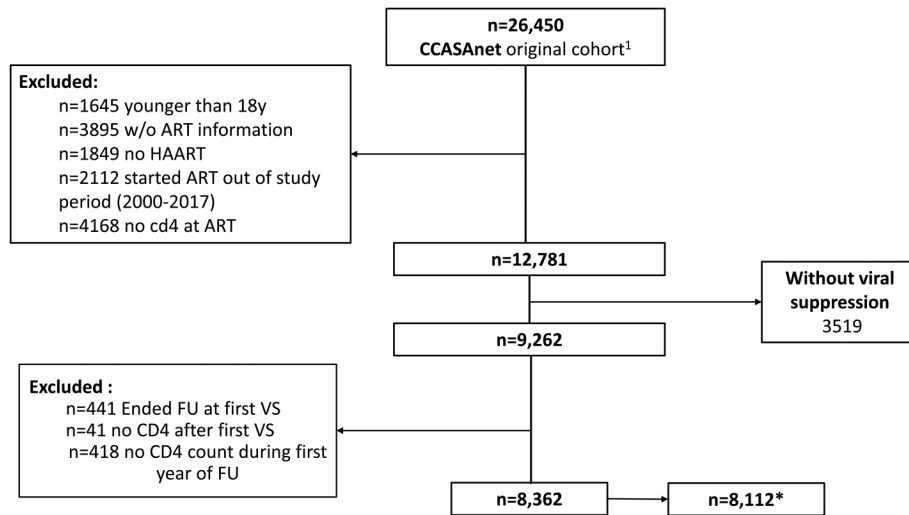 n=26,450
CCASAnet original cohort¹
Excluded:
n=1645 younger than 18y
n=3895 w/o ART information
n=1849 no HAART
n=2112 started ART out of study
period (2000-2017)
n=4168 no cd4 at ART
n=12,781
Without viral
suppression
3519
n=9,262
Excluded :
n=441 Ended FU at first VS
n=41 no CD4 after first VS
n=418 no CD4 count during first
year of FU
n=8,362
n=8,112*